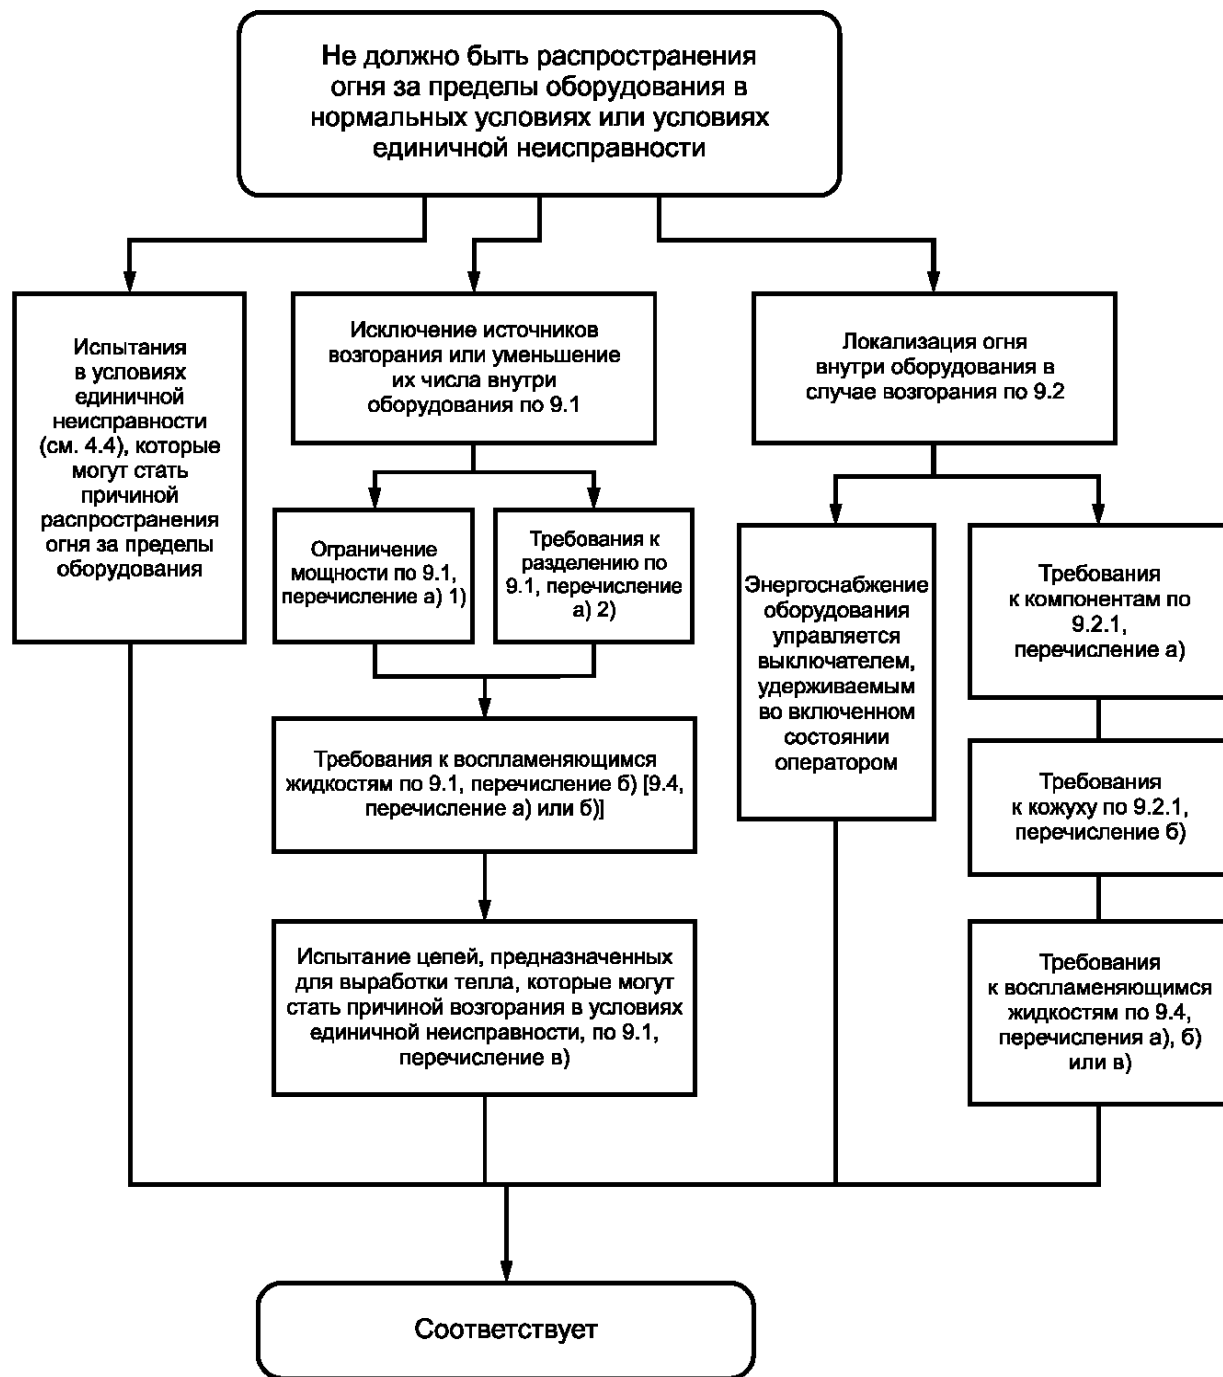 Не должно быть распространения
огня за пределы оборудования в
нормальных условиях или условиях
единичной неисправности
Испытания
в условиях
единичной
неисправности
(см. 4.4), которые
могут стать
причиной
распространения
огня за пределы
оборудования
Исключение источников
возгорания или уменьшение
их числа внутри
оборудования по 9.1
Локализация огня
внутри оборудования в
случае возгорания по 9.2
Ограничение
мощности по 9.1,
перечисление а) 1)
Требования к
разделению по
9.1, перечисление
а) 2)
Энергоснабжение
оборудования
управляется
выключателем,
удерживаемым
во включенном
состоянии
оператором
Требования
к компонентам по
9.2.1,
перечисление а)
Требования к воспламеняющимся
жидкостям по 9.1, перечисление б) [9.4,
перечисление а) или б)]
Требования
к кожуху по 9.2.1,
перечисление б)
Испытание цепей, предназначенных
для выработки тепла, которые могут
стать причиной возгорания в условиях
единичной неисправности, по 9.1,
перечисление в)
Требования
к воспламеняющимся
жидкостям по 9.4,
перечисления а), б)
или в)
Соответствует